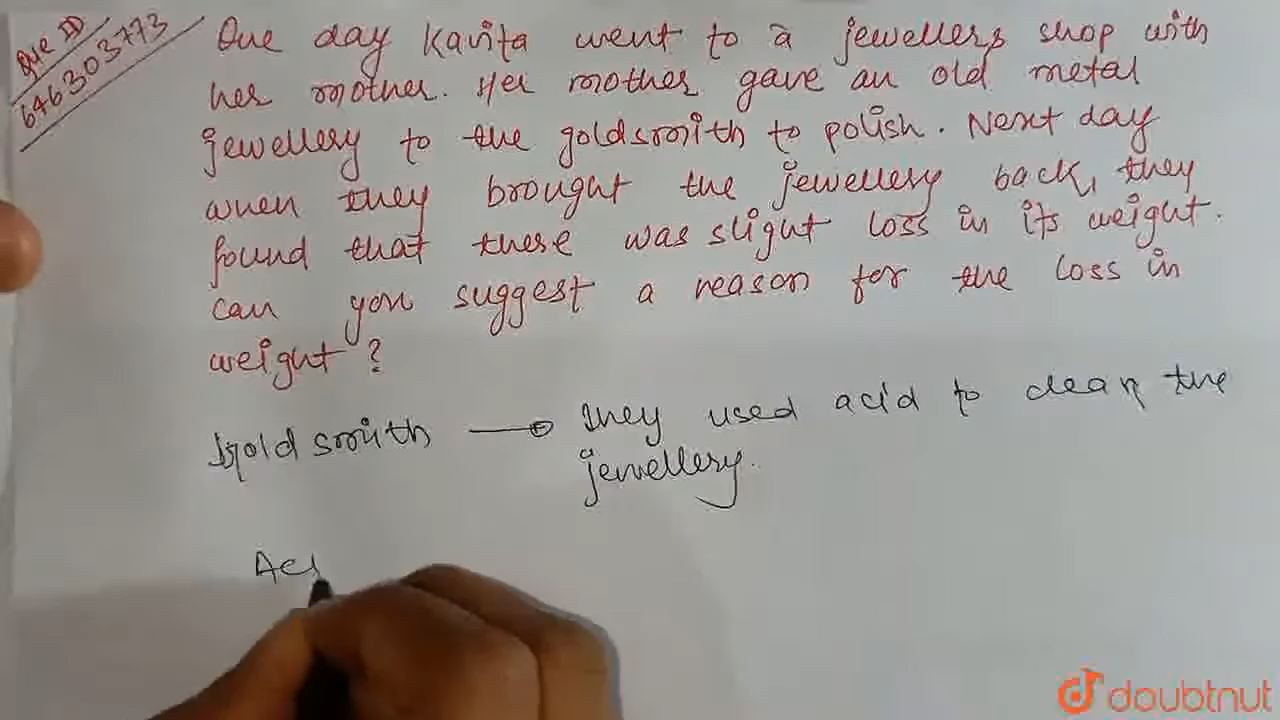 Que ID
646303773
One day Kavita went to a jewellers shop with
her mother. Her mother gave an old metal
jewellery to the goldsmith to polish. Next day
when they brought the jewellery back, they
found that there was slight loss in its weight.
can you suggest a reason for the loss in
weight?
Goldsmith → They used acid to clean the
jewellery.
Aci
doubtnut